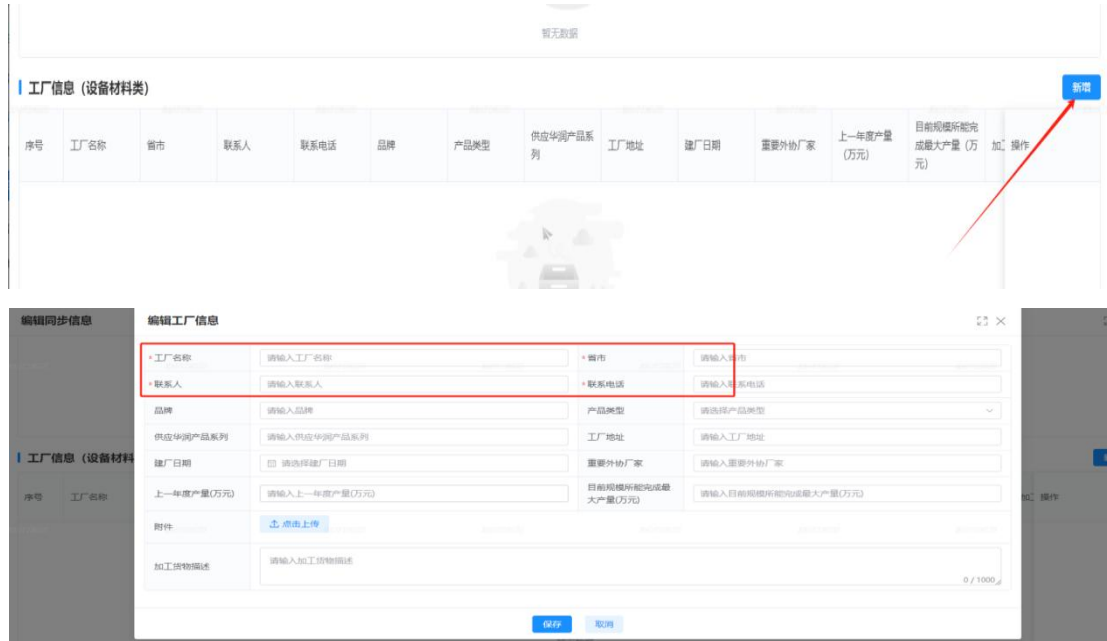 暂无数据
工厂信息（设备材料类）
新增
序号 工厂名称 省市 联系人 联系电话 品牌 产品类型 供应华润产品系列 工厂地址 建厂日期 重要外协厂家 上一年度产量（万元） 目前规模所能完成最大产量（万元） 加工 操作
编辑同步信息
编辑工厂信息
* 工厂名称 请输入工厂名称 * 省市 请输入省市
* 联系人 请输入联系人 * 联系电话 请输入联系电话
品牌 请输入品牌 产品类型 请选择产品类型
供应华润产品系列 请输入供应华润产品系列 工厂地址 请输入工厂地址
工厂信息（设备材料
建厂日期 请选择建厂日期 重要外协厂家 请输入重要外协厂家
序号 工厂名称
上一年度产量(万元) 请输入上一年度产量(万元) 目前规模所能完成最大产量(万元) 请输入目前规模所能完成最大产量(万元)
加工 操作
附件 点击上传
加工货物描述 请输入加工货物描述
0 / 1000
保存 取消